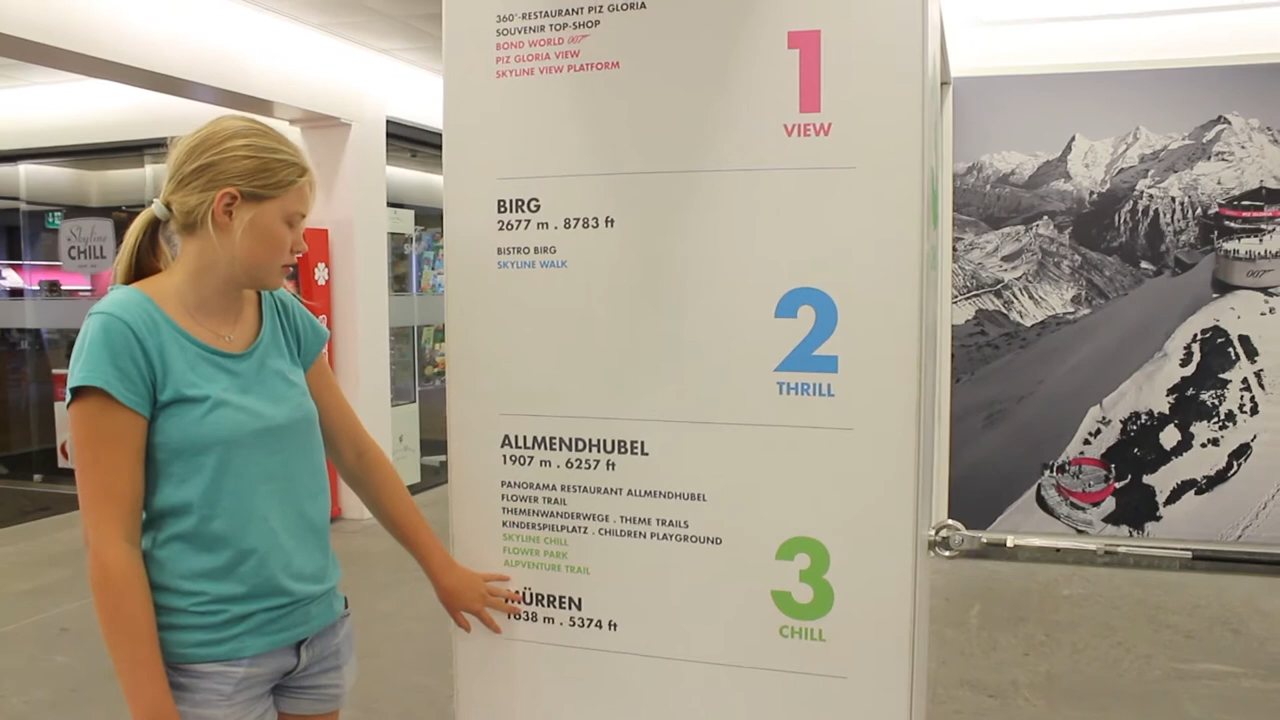 360°-RESTAURANT PIZ GLORIA
SOUVENIR TOP-SHOP
BOND WORLD 007
PIZ GLORIA VIEW
SKYLINE VIEW PLATFORM
1
VIEW
BIRG
2677 m . 8783 ft
BISTRO BIRG
SKYLINE WALK
2
THRILL
ALLMENDHUBEL
1907 m . 6257 ft
PANORAMA RESTAURANT ALLMENDHUBEL
FLOWER TRAIL
THEMENWANDERWEGE . THEME TRAILS
KINDERSPIELPLATZ . CHILDREN PLAYGROUND
SKYLINE CHILL
FLOWER PARK
ALPVENTURE TRAIL
MÜRREN
1638 m . 5374 ft
3
CHILL
Skyline
CHILL
PIZ GLORIA
007